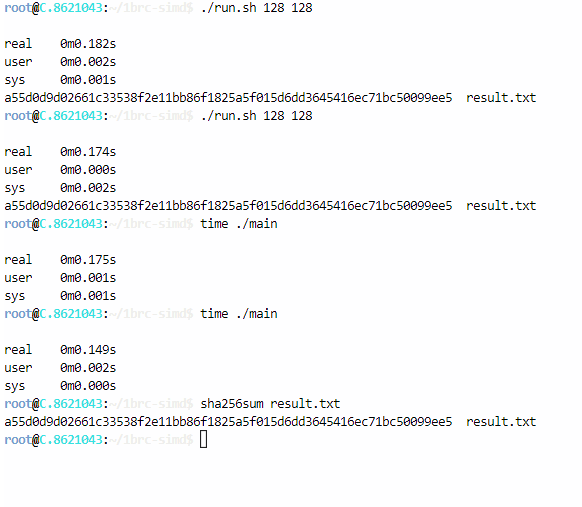 root@C.8621043:~/1brc-simd$ ./run.sh 128 128
real    0m0.182s
user    0m0.002s
sys     0m0.001s
a55d0d9d02661c33538f2e11bb86f1825a5f015d6dd3645416ec71bc50099ee5  result.txt
root@C.8621043:~/1brc-simd$ ./run.sh 128 128
real    0m0.174s
user    0m0.000s
sys     0m0.002s
a55d0d9d02661c33538f2e11bb86f1825a5f015d6dd3645416ec71bc50099ee5  result.txt
root@C.8621043:~/1brc-simd$ time ./main
real    0m0.175s
user    0m0.001s
sys     0m0.001s
root@C.8621043:~/1brc-simd$ time ./main
real    0m0.149s
user    0m0.002s
sys     0m0.000s
root@C.8621043:~/1brc-simd$ sha256sum result.txt
a55d0d9d02661c33538f2e11bb86f1825a5f015d6dd3645416ec71bc50099ee5  result.txt
root@C.8621043:~/1brc-simd$